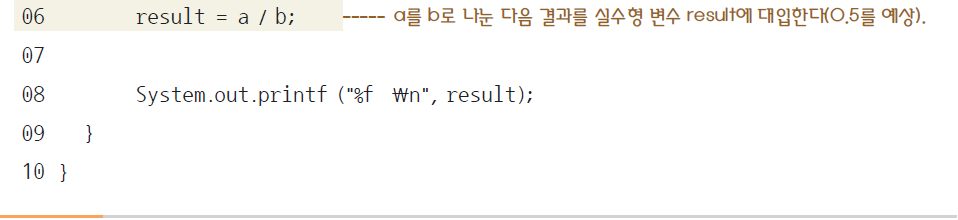 06 result = a / b; ----- a를 b로 나눈 다음 결과를 실수형 변수 result에 대입한다(0.5를 예상).
07
08 System.out.printf ("%f ₩n", result);
09 }
10 }